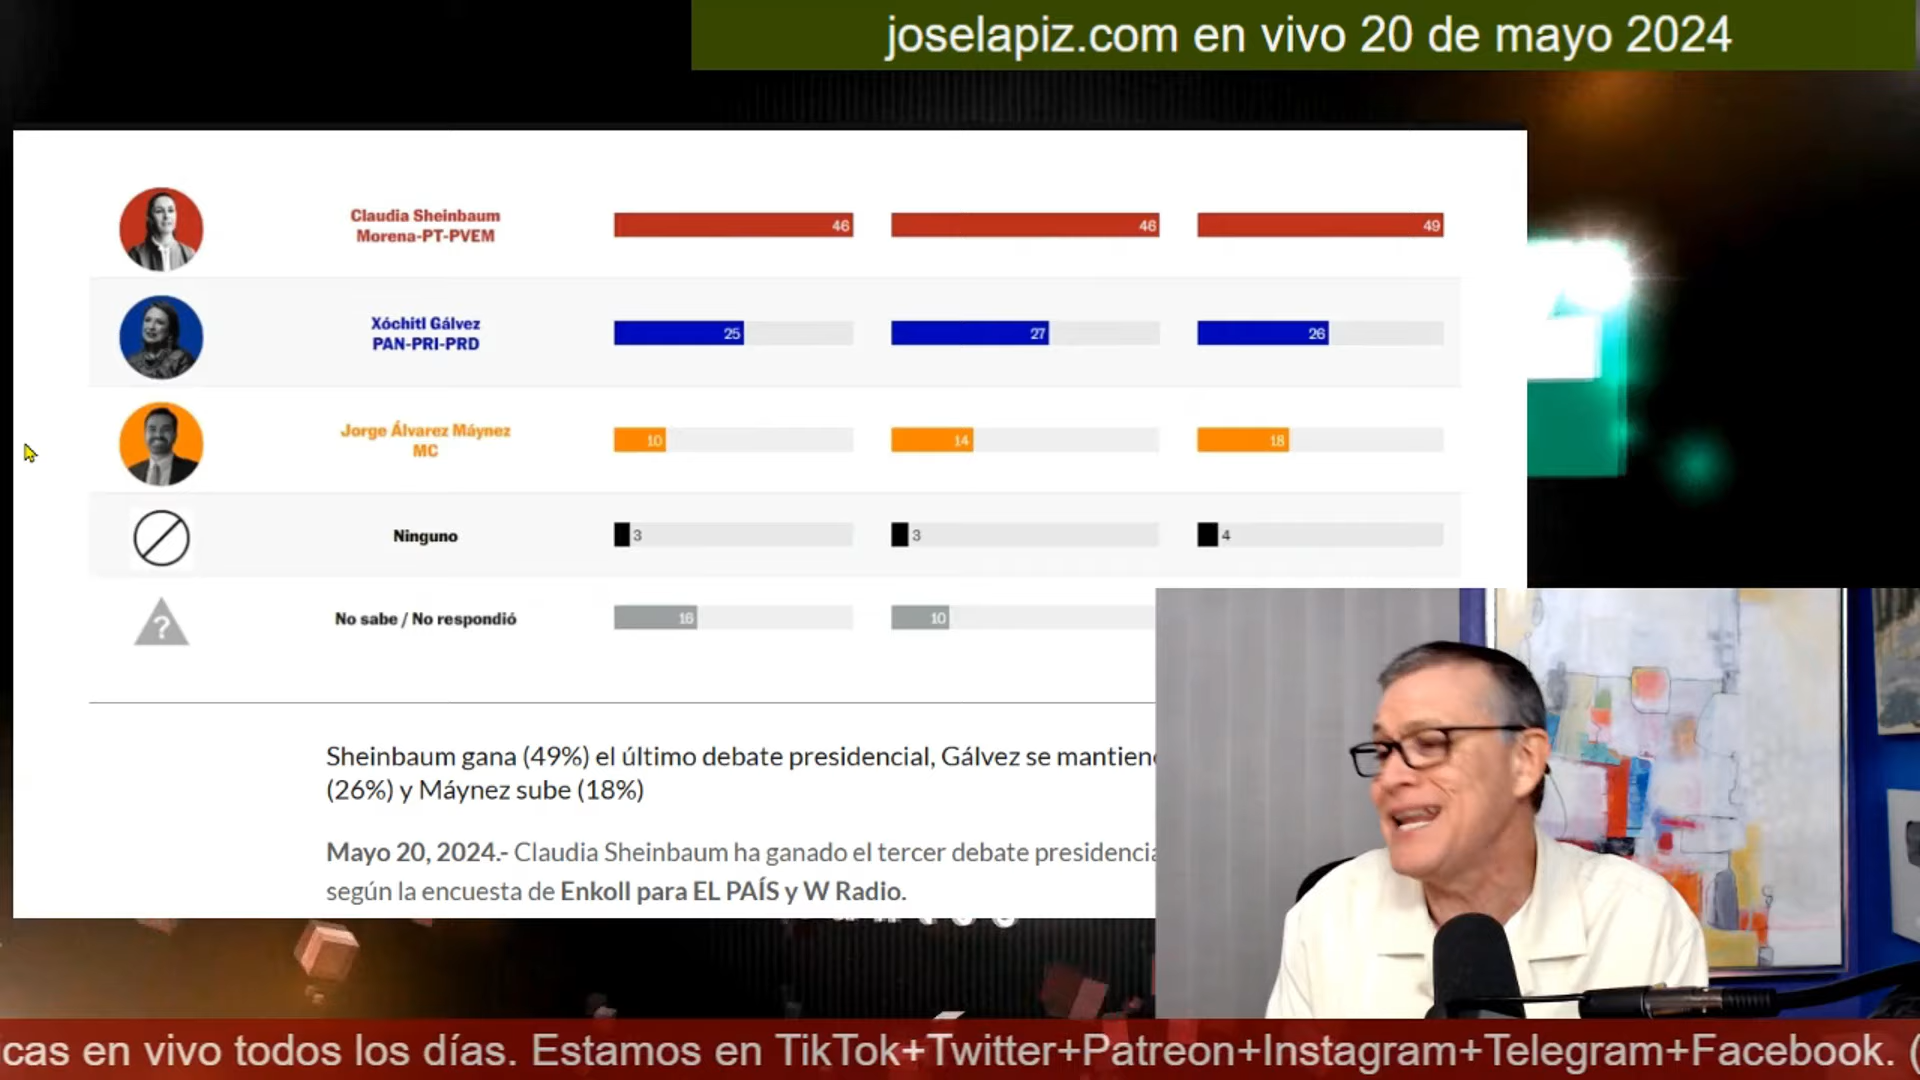 joselapiz.com en vivo 20 de mayo 2024
Claudia Sheinbaum
Morena-PT-PVEM
46
46
49
Xóchitl Gálvez
PAN-PRI-PRD
25
27
26
Jorge Álvarez Máynez
MC
10
14
18
Ninguno
3
3
4
?
No sabe / No respondió
16
10
Sheinbaum gana (49%) el último debate presidencial, Gálvez se mantien
(26%) y Máynez sube (18%)
Mayo 20, 2024.- Claudia Sheinbaum ha ganado el tercer debate presidencia
según la encuesta de Enkoll para EL PAÍS y W Radio.
cas en vivo todos los días. Estamos en TikTok+Twitter+Patreon+Instagram+Telegram+Facebook. (